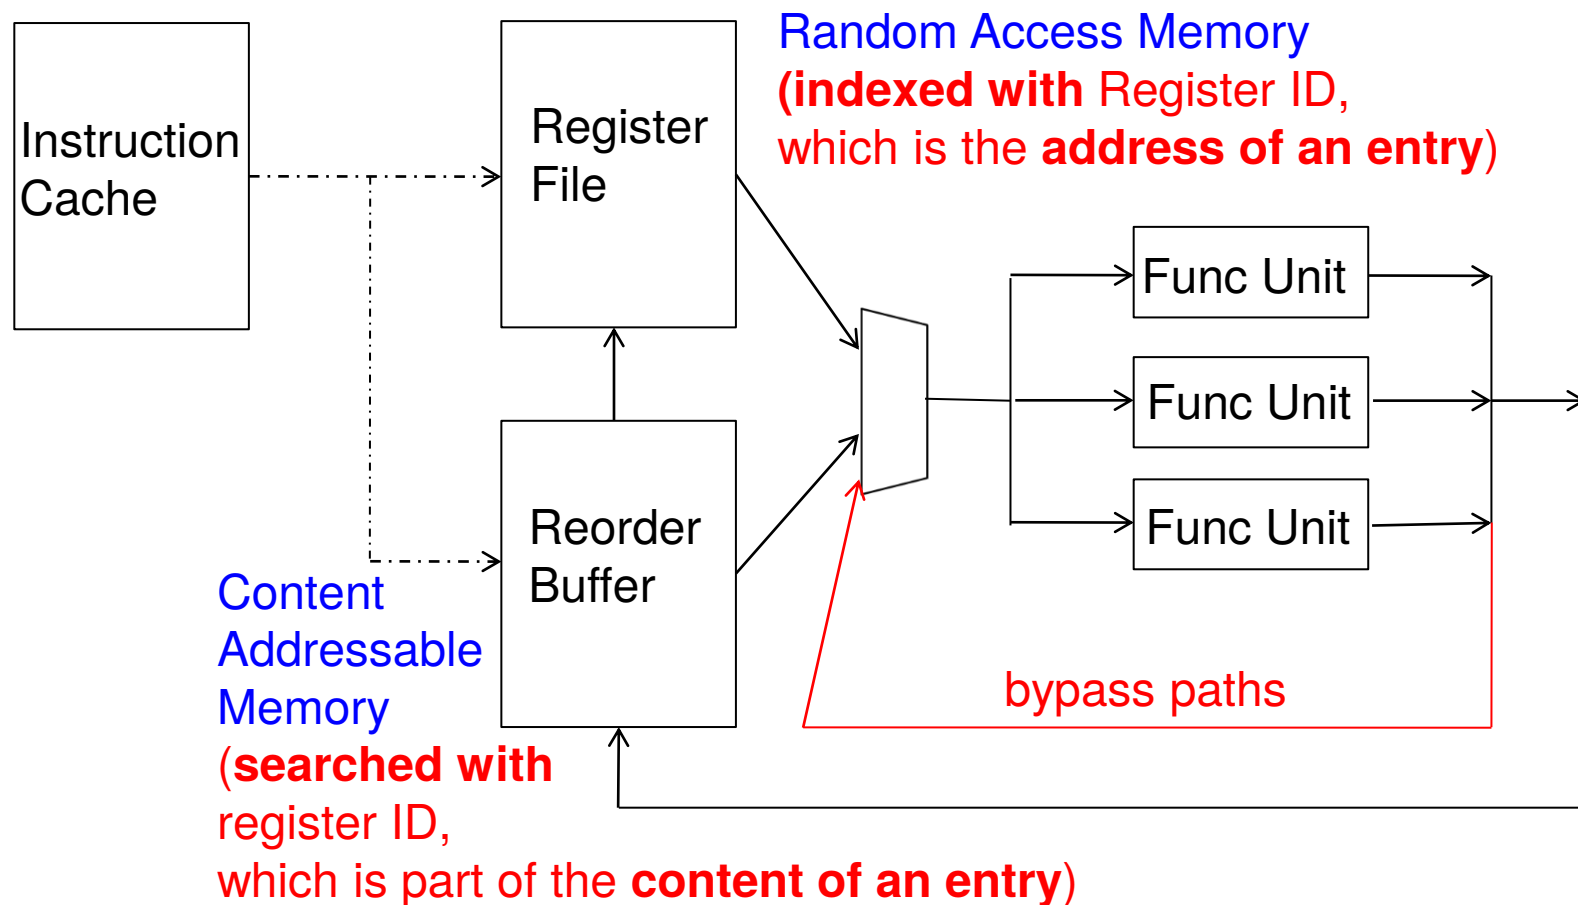 Random Access Memory
(indexed with Register ID,
which is the address of an entry)
Instruction
Cache
Register
File
Func Unit
Func Unit
Func Unit
Reorder
Buffer
Content
Addressable
Memory
(searched with
register ID,
which is part of the content of an entry)
bypass paths